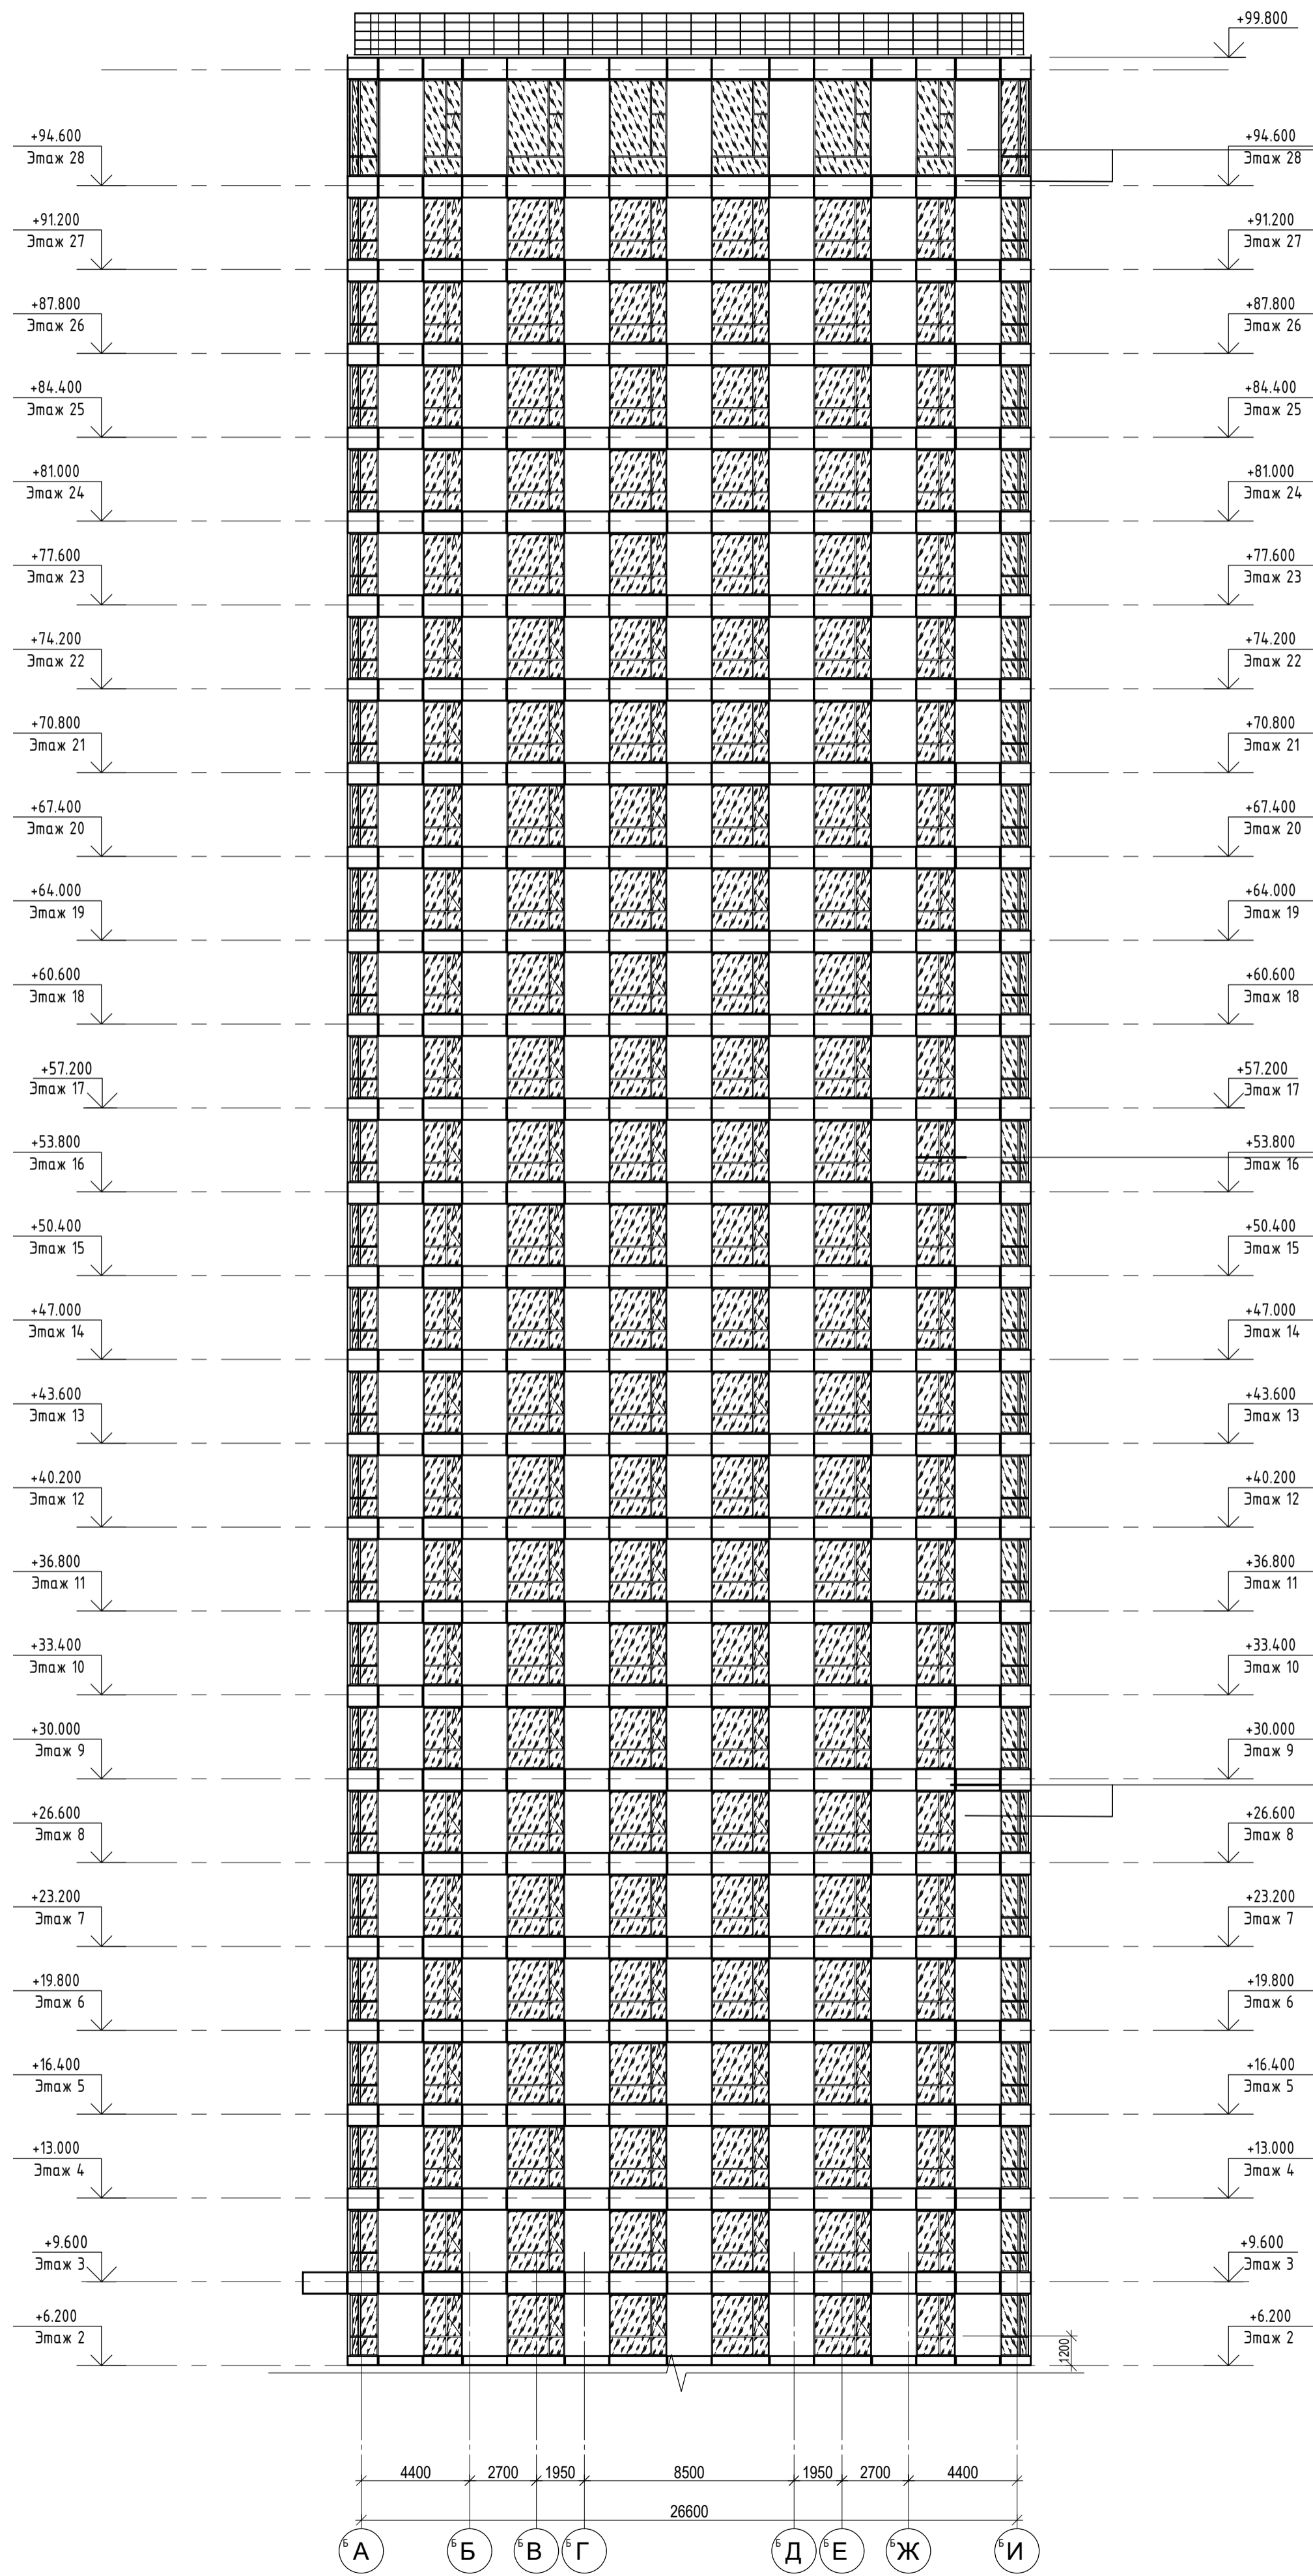 +99.800
+94.600 +94.600
Этаж 28 Этаж 28
+91.200 +91.200
Этаж 27 Этаж 27
+87.800 +87.800
Этаж 26 Этаж 26
+84.400 +84.400
Этаж 25 Этаж 25
+81.000 +81.000
Этаж 24 Этаж 24
+77.600 +77.600
Этаж 23 Этаж 23
+74.200 +74.200
Этаж 22 Этаж 22
+70.800 +70.800
Этаж 21 Этаж 21
+67.400 +67.400
Этаж 20 Этаж 20
+64.000 +64.000
Этаж 19 Этаж 19
+60.600 +60.600
Этаж 18 Этаж 18
+57.200 +57.200
Этаж 17 Этаж 17
+53.800 +53.800
Этаж 16 Этаж 16
+50.400 +50.400
Этаж 15 Этаж 15
+47.000 +47.000
Этаж 14 Этаж 14
+43.600 +43.600
Этаж 13 Этаж 13
+40.200 +40.200
Этаж 12 Этаж 12
+36.800 +36.800
Этаж 11 Этаж 11
+33.400 +33.400
Этаж 10 Этаж 10
+30.000 +30.000
Этаж 9 Этаж 9
+26.600 +26.600
Этаж 8 Этаж 8
+23.200 +23.200
Этаж 7 Этаж 7
+19.800 +19.800
Этаж 6 Этаж 6
+16.400 +16.400
Этаж 5 Этаж 5
+13.000 +13.000
Этаж 4 Этаж 4
+9.600 +9.600
Этаж 3 Этаж 3
+6.200 +6.200
Этаж 2 Этаж 2
1200
4400 2700 1950 8500 1950 2700 4400
26600
Б А Б Б Б В Б Г Б Д Б Е Б Ж Б И